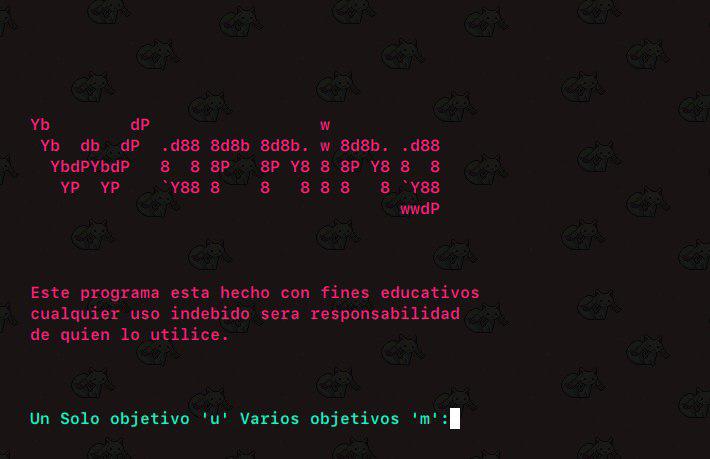 Yb        dP                 w
 Yb  db  dP  .d88 8d8b 8d8b. w 8d8b. .d88
  YbdPYbdP   8  8 8P   8P Y8 8 8P Y8 8  8
   YP  YP    `Y88 8    8   8 8 8   8 `Y88
                                     wwdP
Este programa esta hecho con fines educativos
cualquier uso indebido sera responsabilidad
de quien lo utilice.
Un Solo objetivo 'u' Varios objetivos 'm':